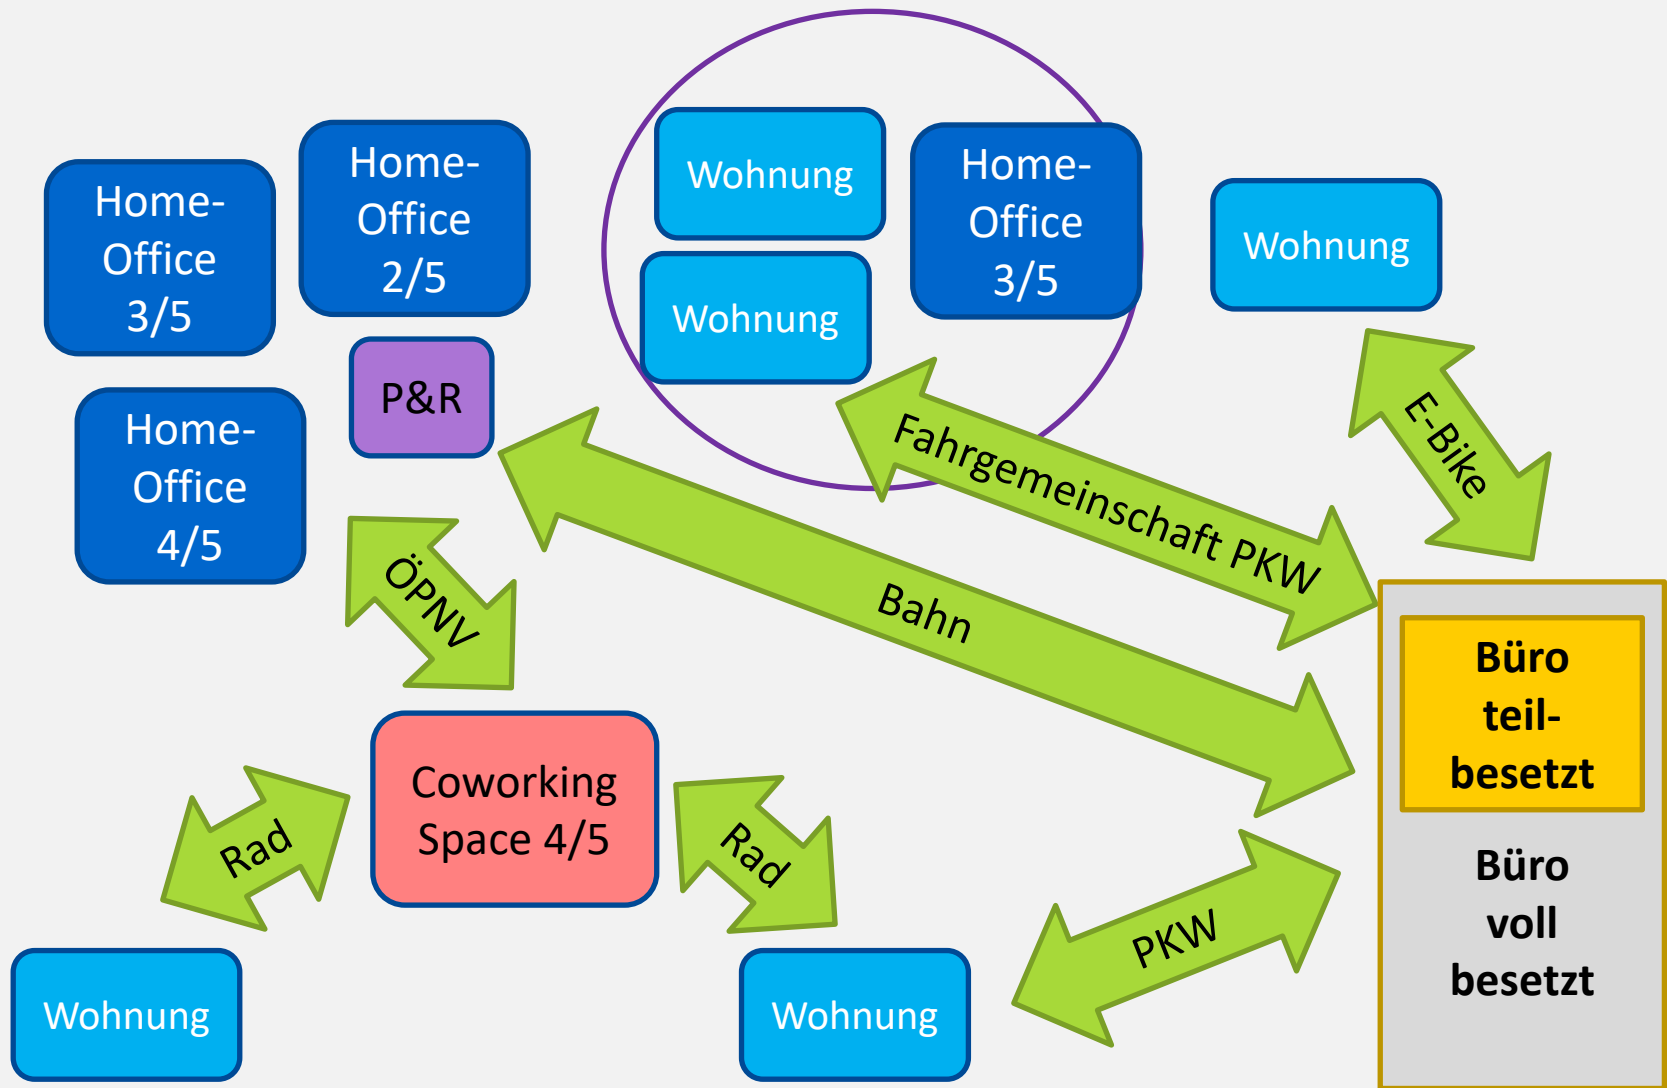 Home-
Office
3/5
Home-
Office
2/5
Wohnung
Wohnung
Home-
Office
3/5
Wohnung
P&R
Home-
Office
4/5
E-Bike
Fahrgemeinschaft PKW
Bahn
ÖPNV
Büro
teil-
besetzt
Coworking
Space 4/5
Rad
Rad
PKW
Büro
voll
besetzt
Wohnung
Wohnung